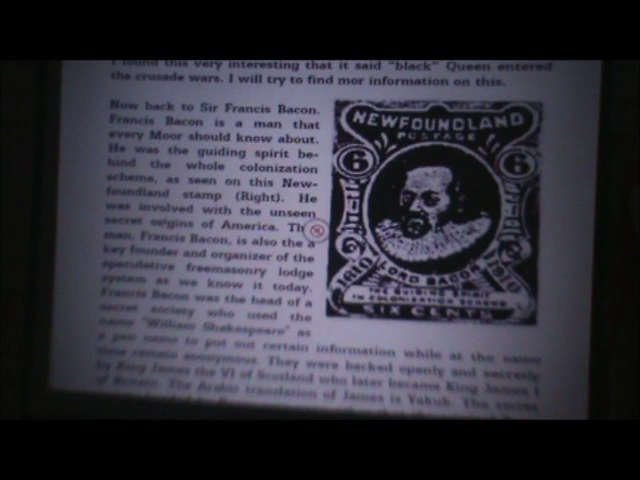 I found this very interesting that it said "black" Queen entered
the crusade wars. I will try to find mor information on this.
Now back to Sir Francis Bacon.
Francis Bacon is a man that
every Moor should know about.
He was the guiding spirit be-
hind the whole colonization
scheme, as seen on this New-
foundland stamp (Right). He
was involved with the unseen
secret origins of America. Th
man, Francis Bacon, is also the
key founder and organizer of the
speculative freemasonry lodge
system as we know it today.
Francis Bacon was the head of a
secret society who used the
name "William Shakespeare" as
a pen name to put out certain information while at the same
time remain anonymous. They were backed openly and secretly
by King James the VI of Scotland who later became King James I
of Britain. The Arabic translation of James is Yakub. The secret
NEWFOUNDLAND
POSTAGE
6 6
1610 1910
LORD BACON
THE GUIDING SPIRIT
IN COLONIZATION SCHEME
SIX CENTS